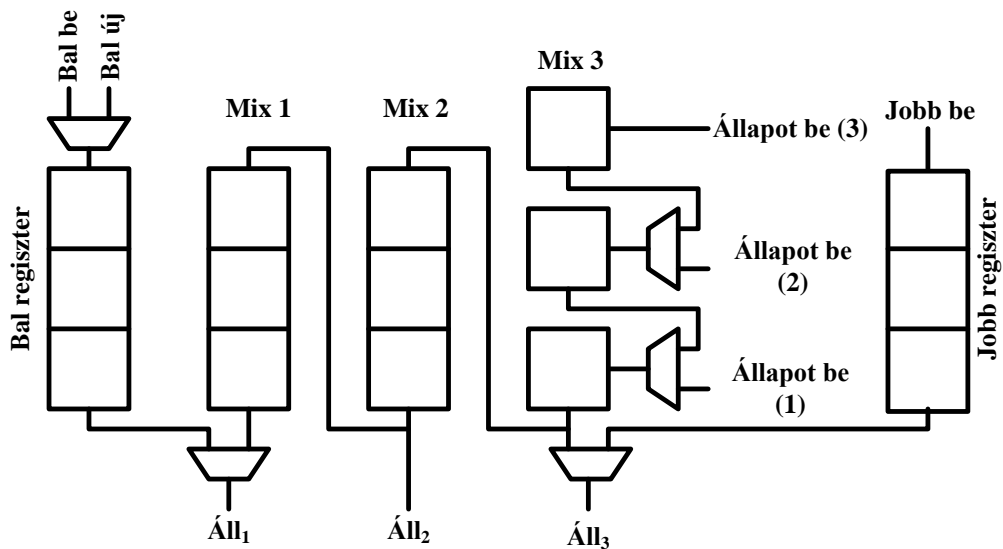 Bal be
Bal új
Mix 1
Mix 2
Mix 3
Állapot be (3)
Jobb be
Bal regiszter
Állapot be
(2)
Jobb regiszter
Állapot be
(1)
Áll₁
Áll₂
Áll₃